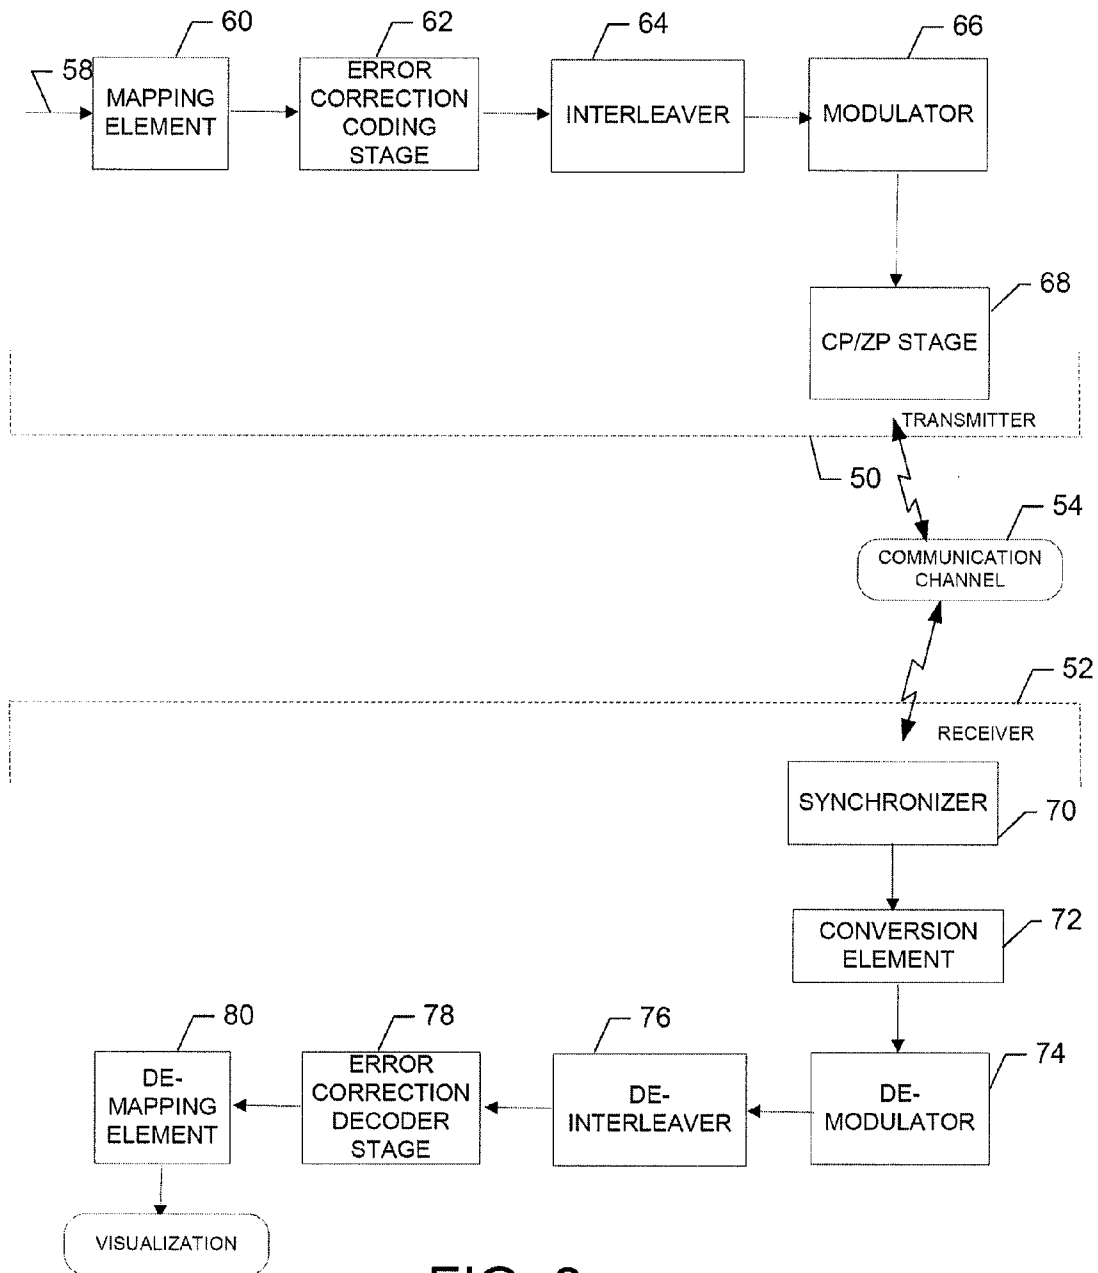 60
62
64
66
58
MAPPING
ELEMENT
ERROR
CORRECTION
CODING
STAGE
INTERLEAVER
MODULATOR
68
CP/ZP STAGE
TRANSMITTER
50
54
COMMUNICATION
CHANNEL
52
RECEIVER
SYNCHRONIZER
70
CONVERSION
ELEMENT
72
80
78
76
74
DE-
MAPPING
ELEMENT
ERROR
CORRECTION
DECODER
STAGE
DE-
INTERLEAVER
DE-
MODULATOR
VISUALIZATION